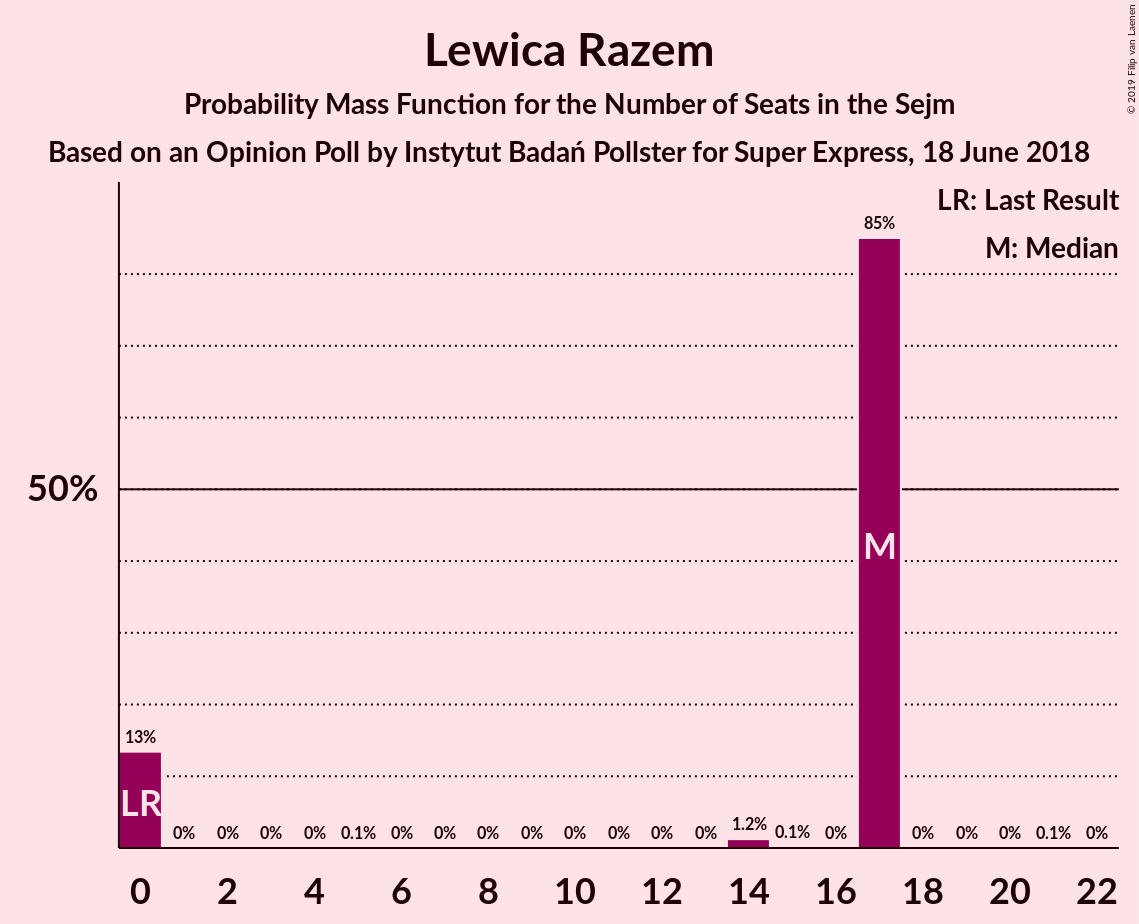 Lewica Razem
Probability Mass Function for the Number of Seats in the Sejm
Based on an Opinion Poll by Instytut Badań Pollster for Super Express, 18 June 2018
© 2019 Filip van Laenen
LR: Last Result
M: Median
85%
50%
M
13%
LR
0% 0% 0% 0% 0.1% 0% 0% 0% 0% 0% 0% 0% 0% 1.2% 0.1% 0% 0% 0% 0% 0.1% 0%
0 2 4 6 8 10 12 14 16 18 20 22